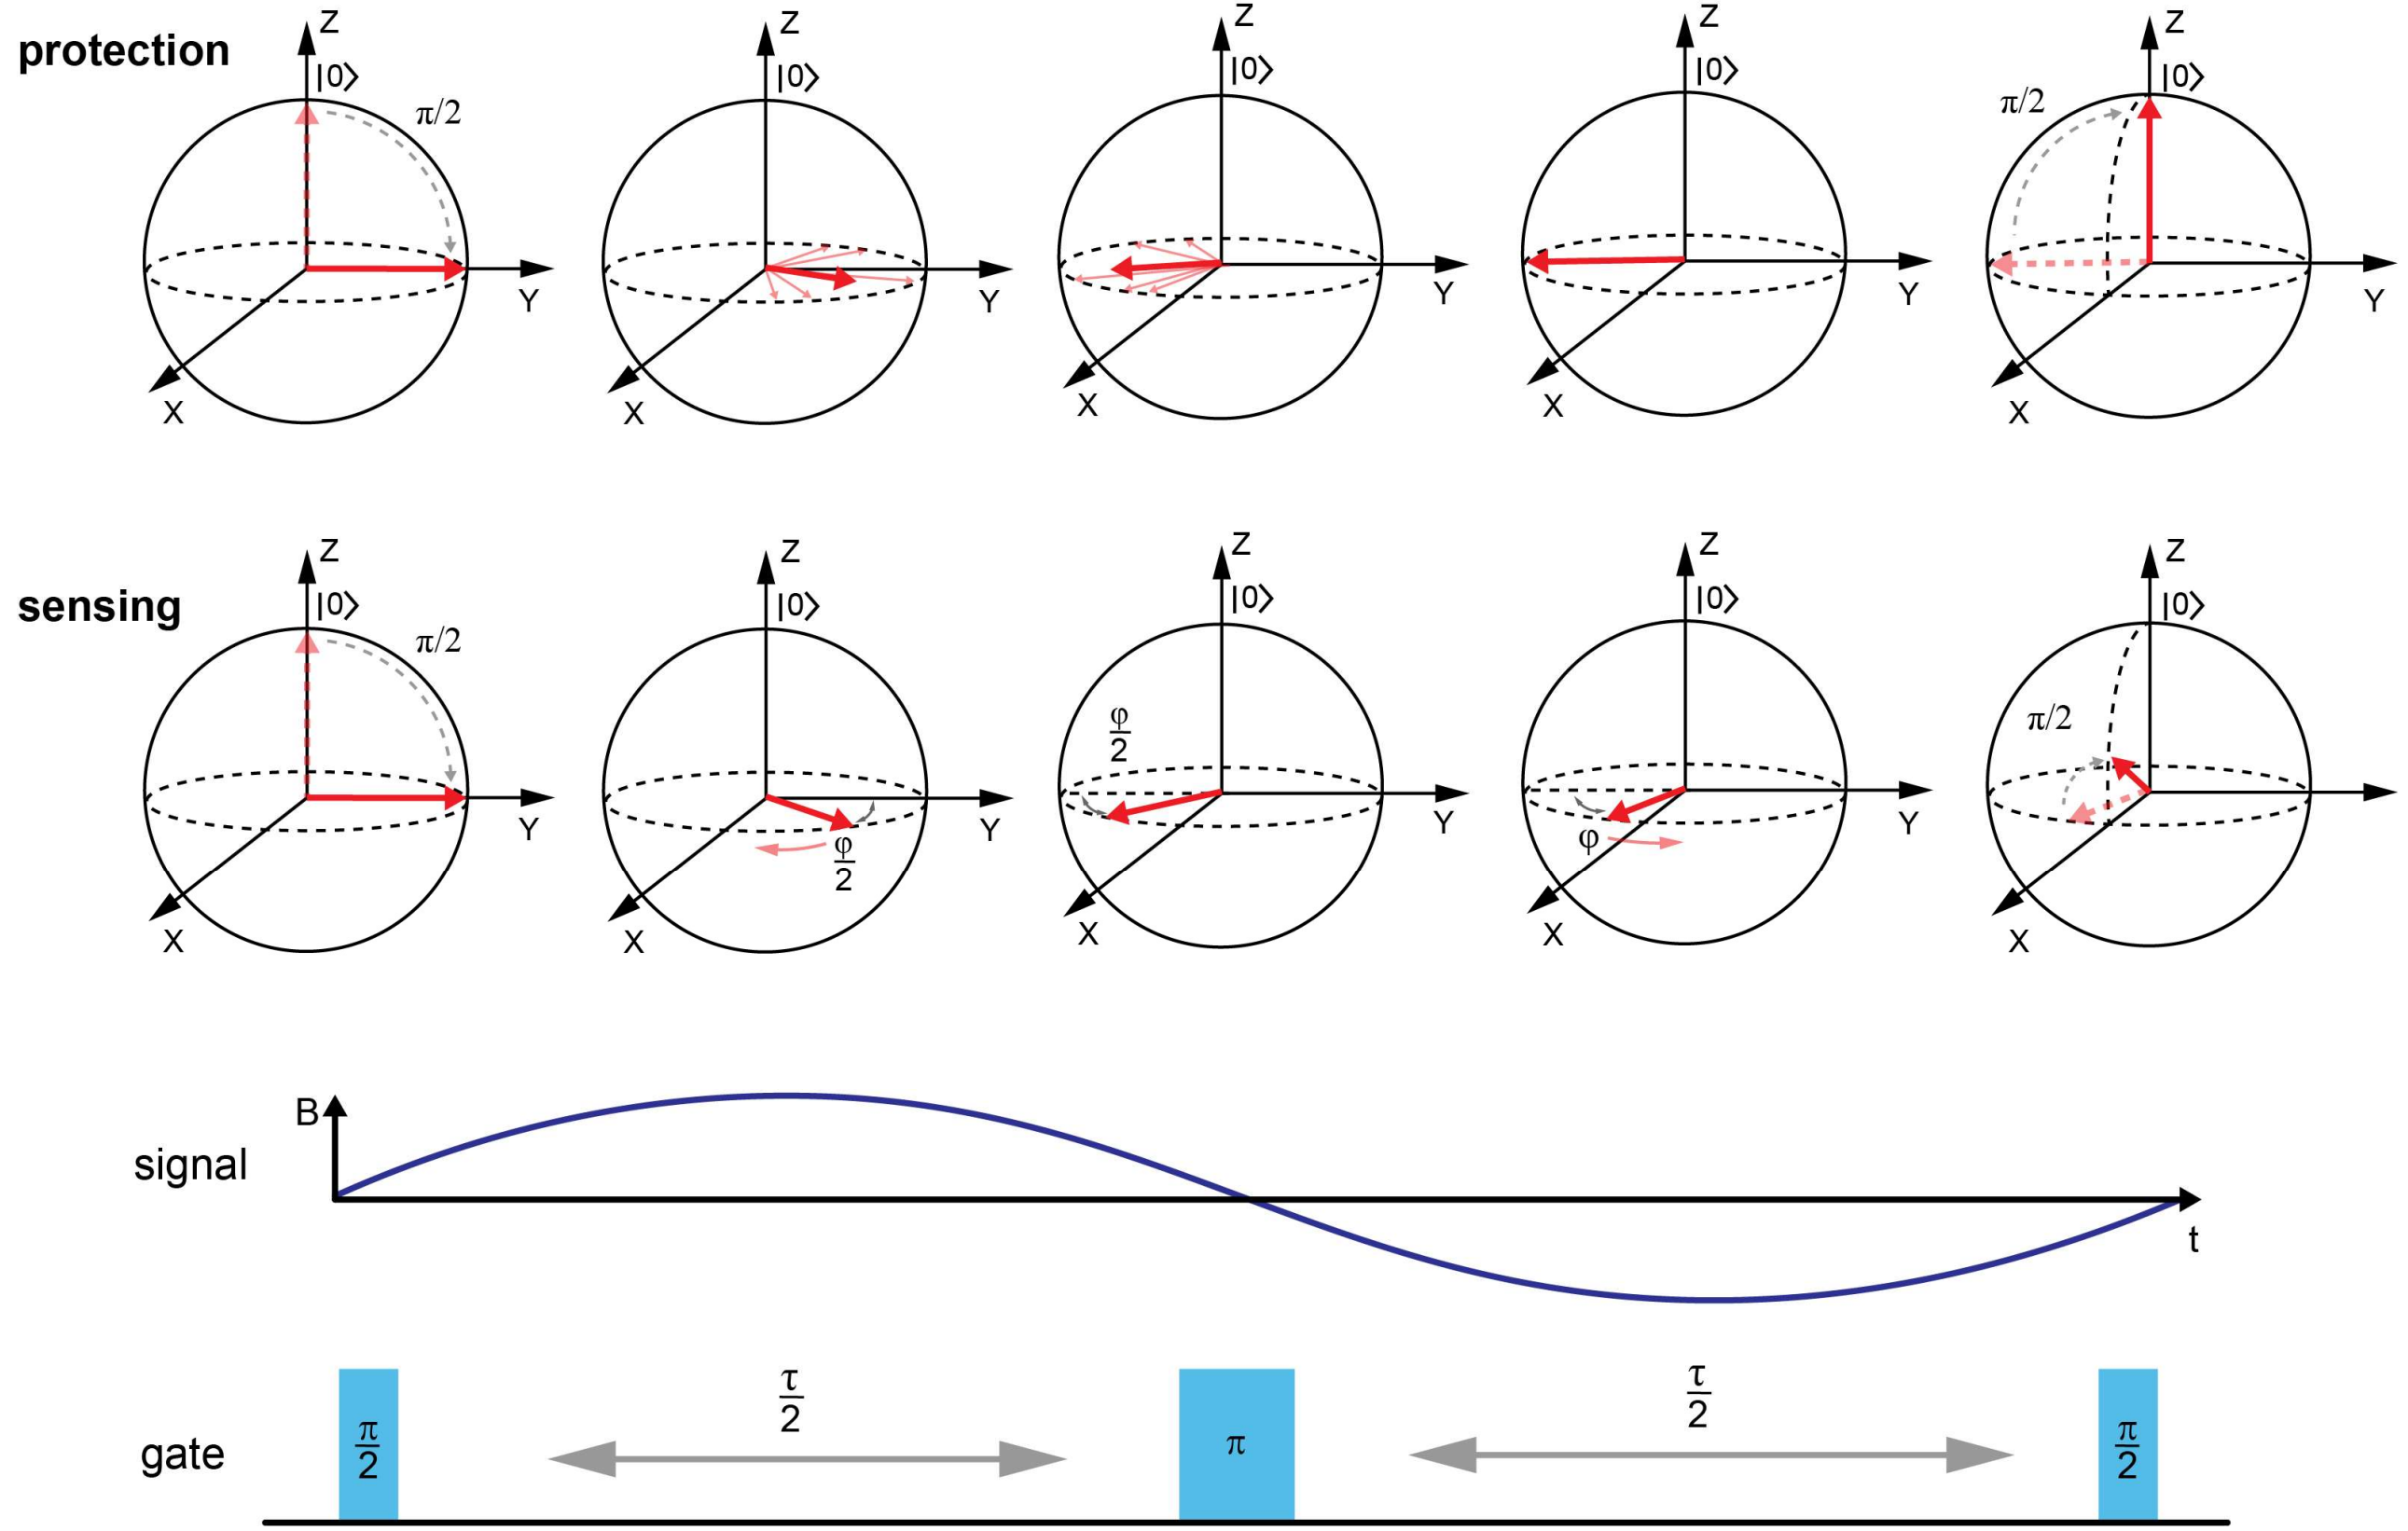 protection
Z
|0⟩
π/2
Y
X
Z
|0⟩
Y
X
Z
|0⟩
Y
X
Z
|0⟩
Y
X
Z
|0⟩
π/2
Y
X
sensing
Z
|0⟩
π/2
Y
X
Z
|0⟩
φ
2
Y
X
Z
|0⟩
φ
2
Y
X
Z
|0⟩
φ
Y
X
Z
|0⟩
π/2
X
signal
B
t
gate
π
2
τ
2
π
τ
2
π
2